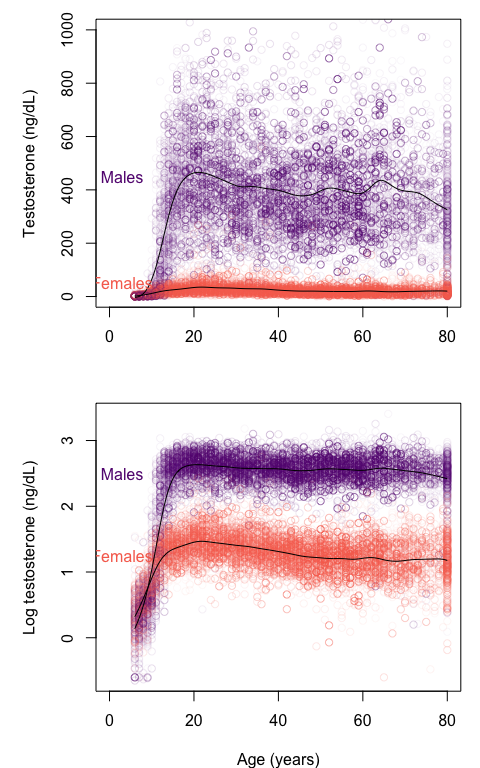 Testosterone (ng/dL)
1000
800
600
400
200
0
Males
Females
0 20 40 60 80
Log testosterone (ng/dL)
3
2
1
0
Males
Females
0 20 40 60 80
Age (years)